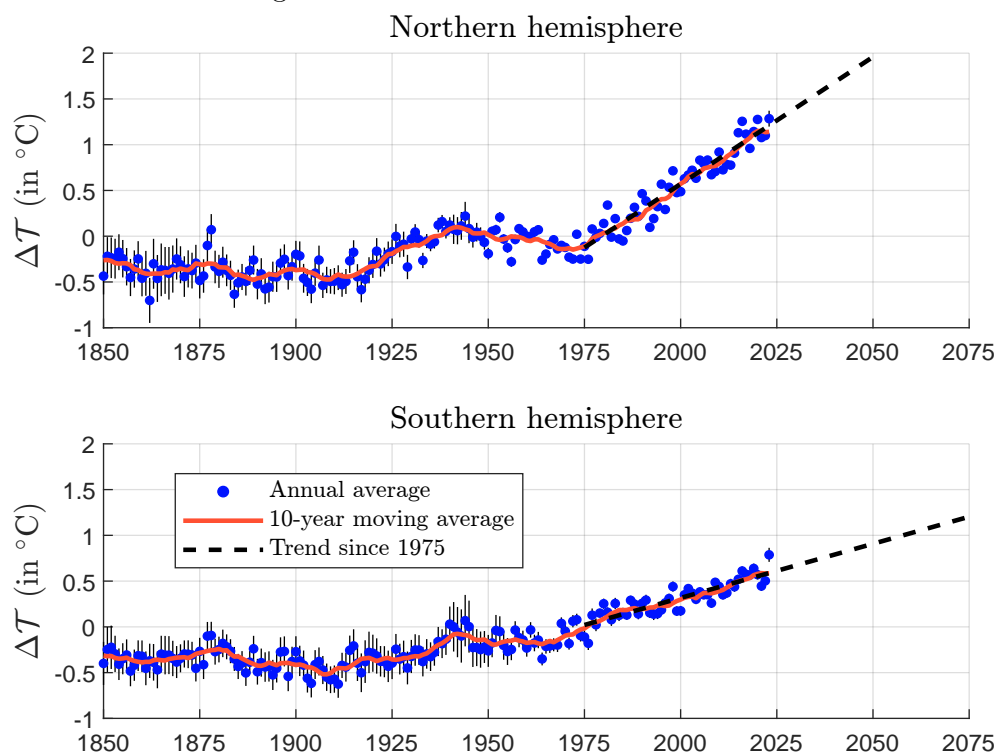 Northern hemisphere
2
1.5
1
0.5
0
-0.5
-1
ΔT (in °C)
1850 1875 1900 1925 1950 1975 2000 2025 2050 2075
Southern hemisphere
2
1.5
1
0.5
0
-0.5
-1
ΔT (in °C)
Annual average
10-year moving average
Trend since 1975
1850 1875 1900 1925 1950 1975 2000 2025 2050 2075